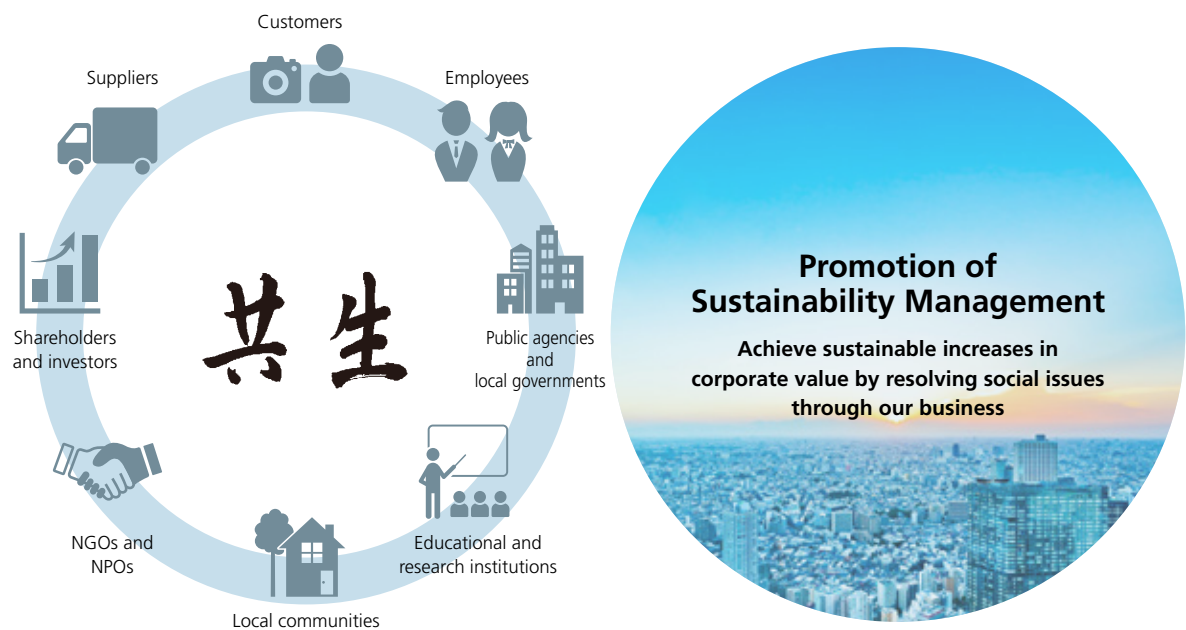 Customers
Suppliers
Employees
Shareholders
and investors
共生
Public agencies
and
local governments
NGOs and
NPOs
Educational and
research institutions
Local communities
Promotion of
Sustainability Management
Achieve sustainable increases in
corporate value by resolving social issues
through our business